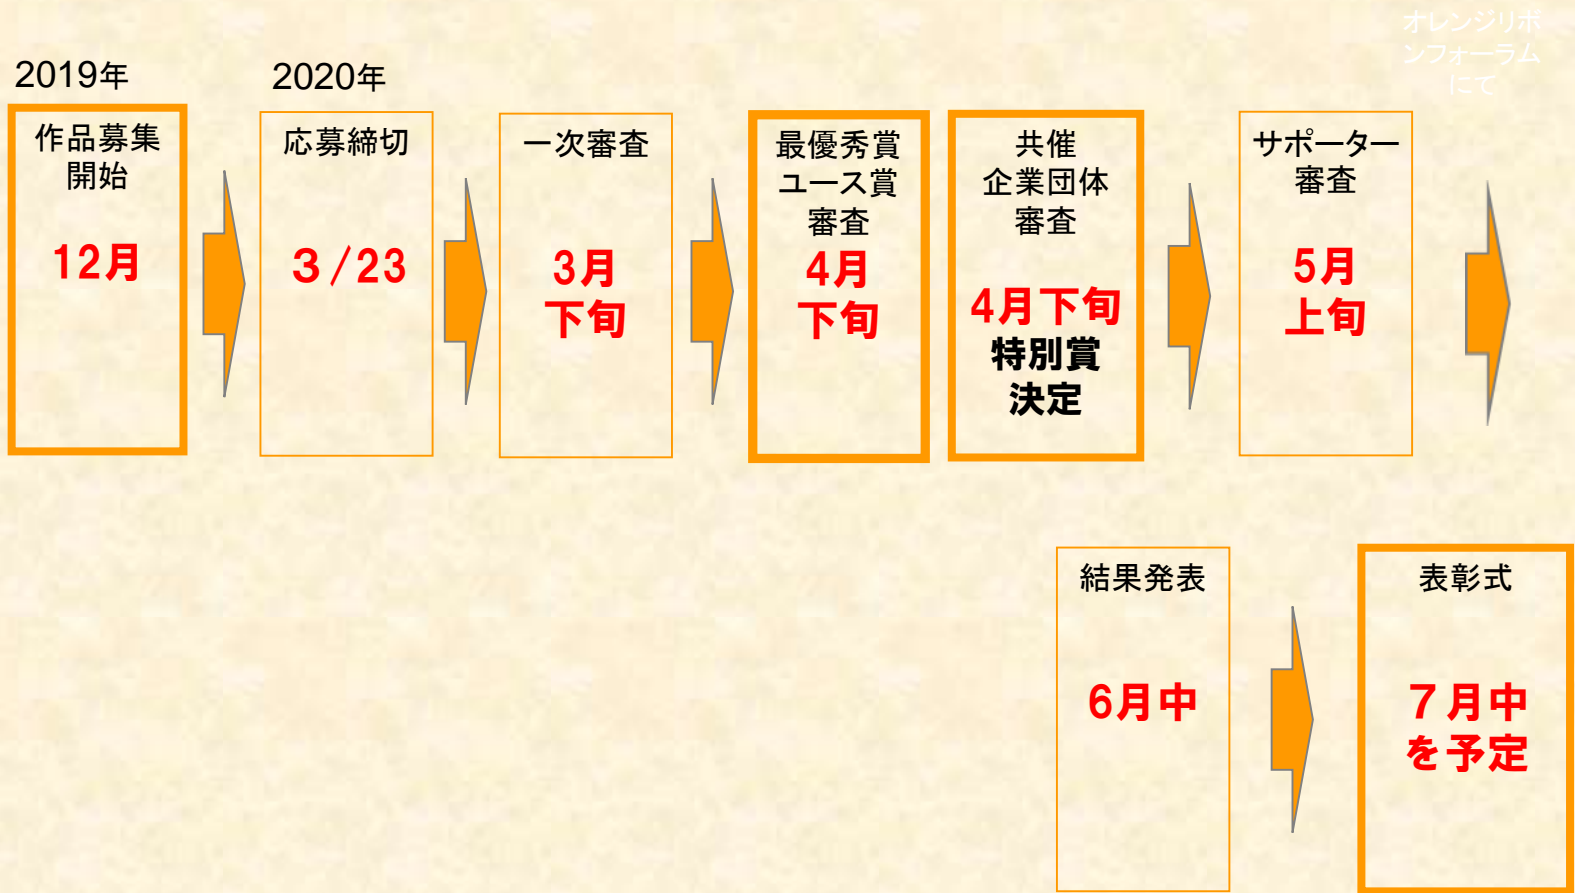 オレンジリボ
ンフォーラム
にて
2019年
2020年
作品募集
開始
12月
応募締切
３/23
一次審査
3月
下旬
最優秀賞
ユース賞
審査
4月
下旬
共催
企業団体
審査
4月下旬
特別賞
決定
サポーター
審査
5月
上旬
結果発表
6月中
表彰式
７月中
を予定